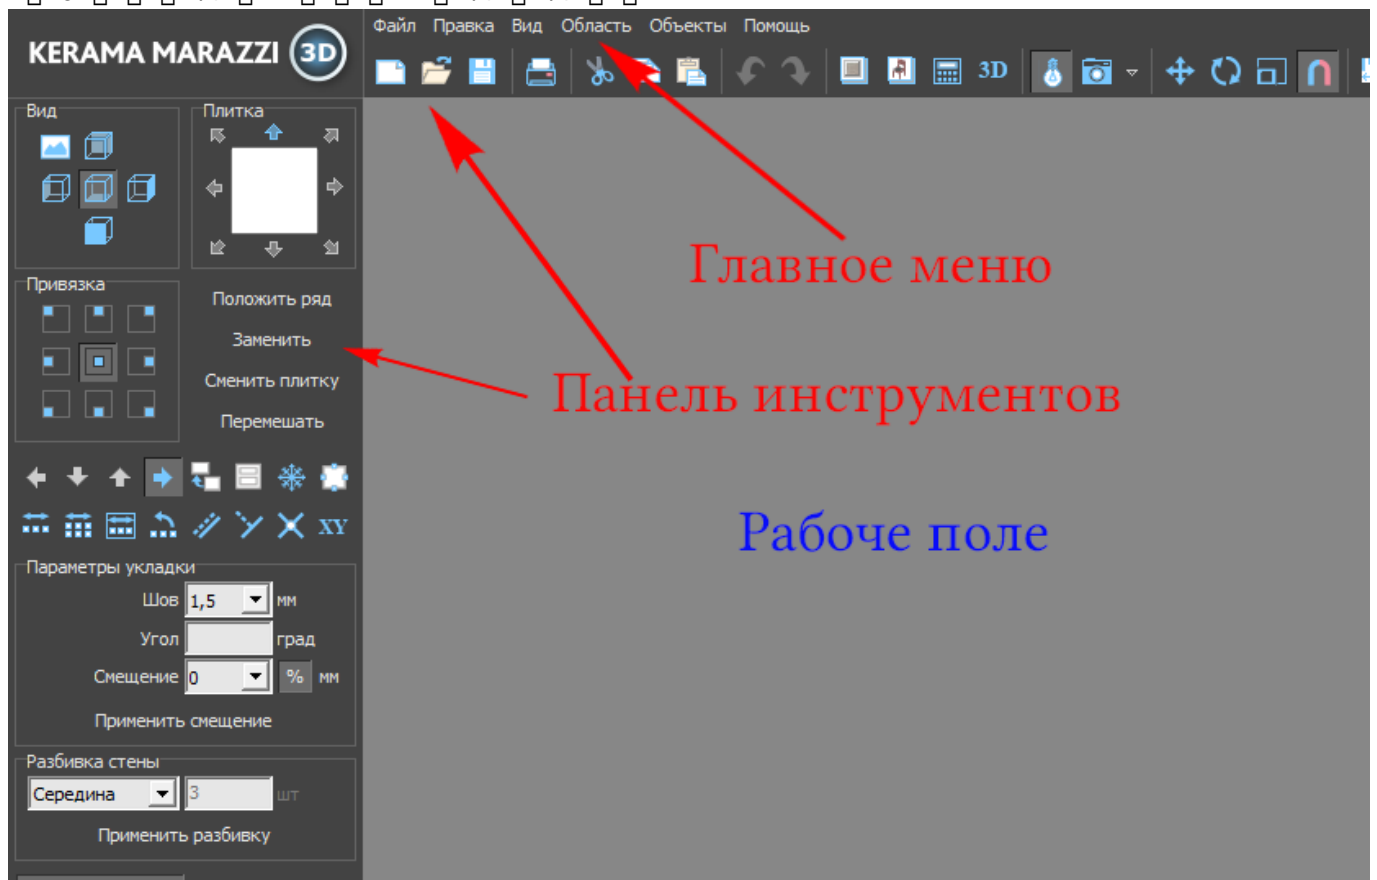 KERAMA MARAZZI 3D
Файл Правка Вид Область Объекты Помощь
3D
Вид
Плитка
Привязка
Положить ряд
Заменить
Сменить плитку
Перемешать
XY
Параметры укладки
Шов 1,5 мм
Угол град
Смещение 0 % мм
Применить смещение
Разбивка стены
Середина 3 шт
Применить разбивку
Главное меню
Панель инструментов
Рабоче поле